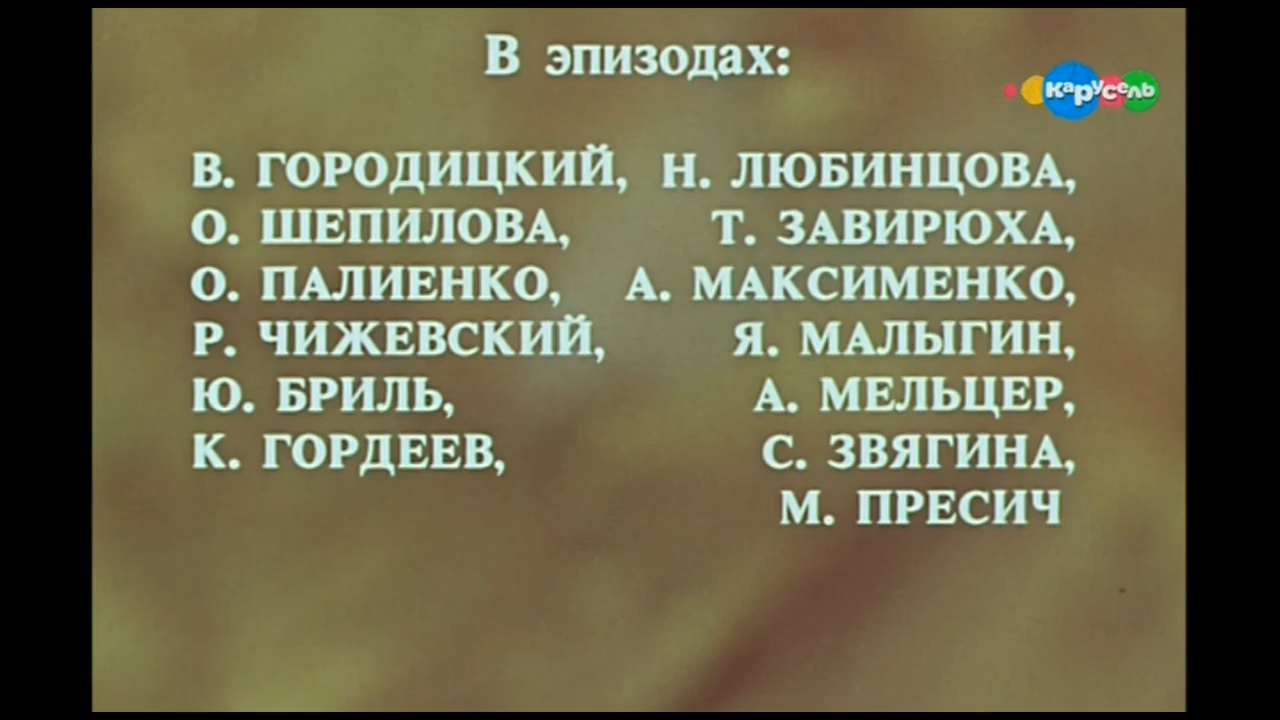 В эпизодах:
карусель
В. ГОРОДИЦКИЙ, Н. ЛЮБИНЦОВА,
О. ШЕПИЛОВА, Т. ЗАВИРЮХА,
О. ПАЛИЕНКО, А. МАКСИМЕНКО,
Р. ЧИЖЕВСКИЙ, Я. МАЛЫГИН,
Ю. БРИЛЬ, А. МЕЛЬЦЕР,
К. ГОРДЕЕВ, С. ЗВЯГИНА,
М. ПРЕСИЧ